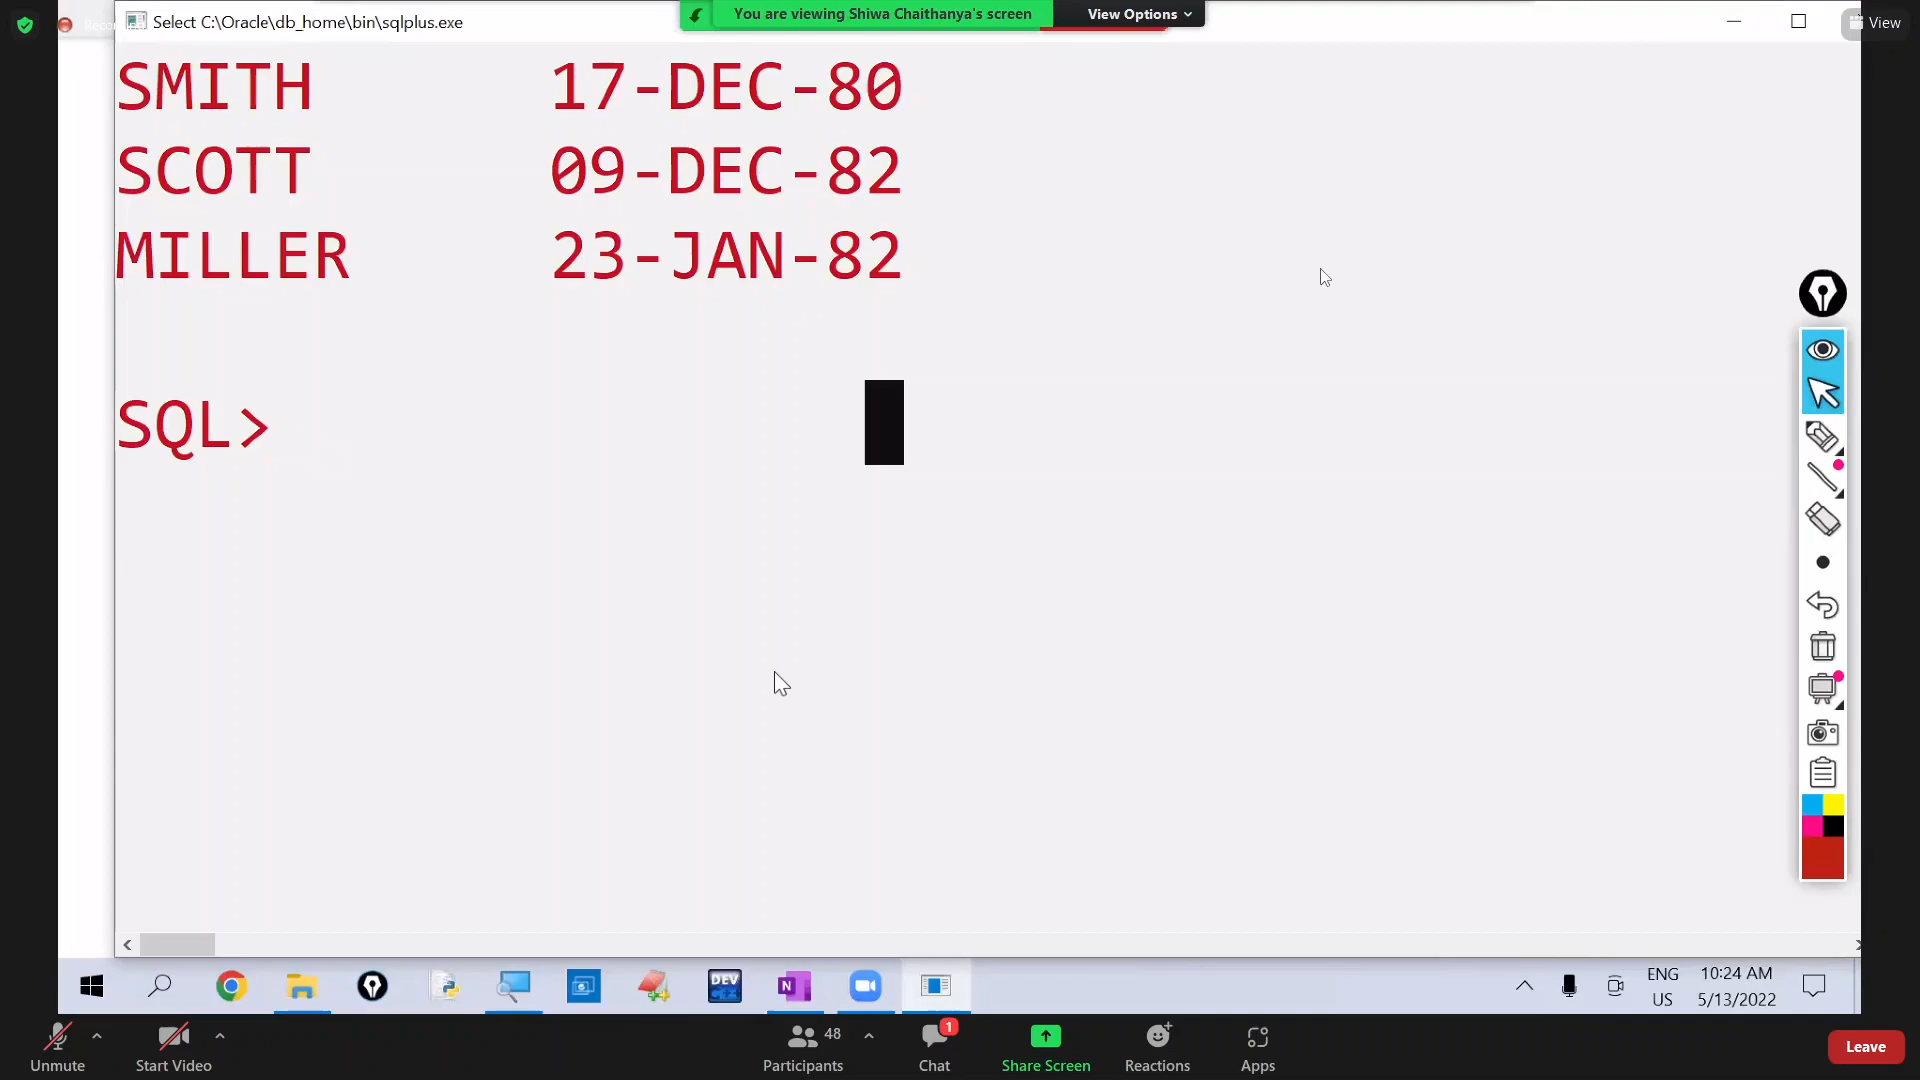 Select C:\Oracle\db_home\bin\sqlplus.exe
You are viewing Shiwa Chaithanya's screen
View Options
View
SMITH 17-DEC-80
SCOTT 09-DEC-82
MILLER 23-JAN-82
SQL>
DEV
N
ENG
US
10:24 AM
5/13/2022
Unmute
Start Video
48
Participants
1
Chat
Share Screen
Reactions
Apps
Leave